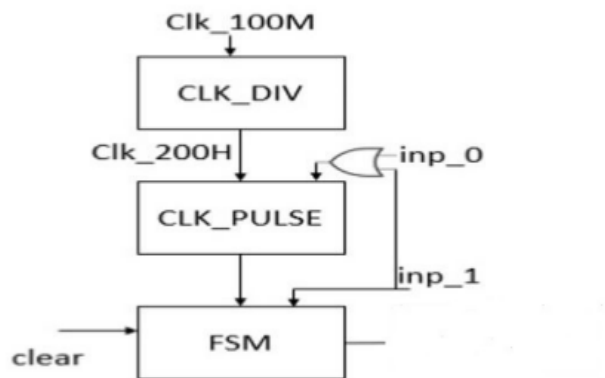 Clk_100M
CLK_DIV
Clk_200H
inp_0
CLK_PULSE
inp_1
clear
FSM